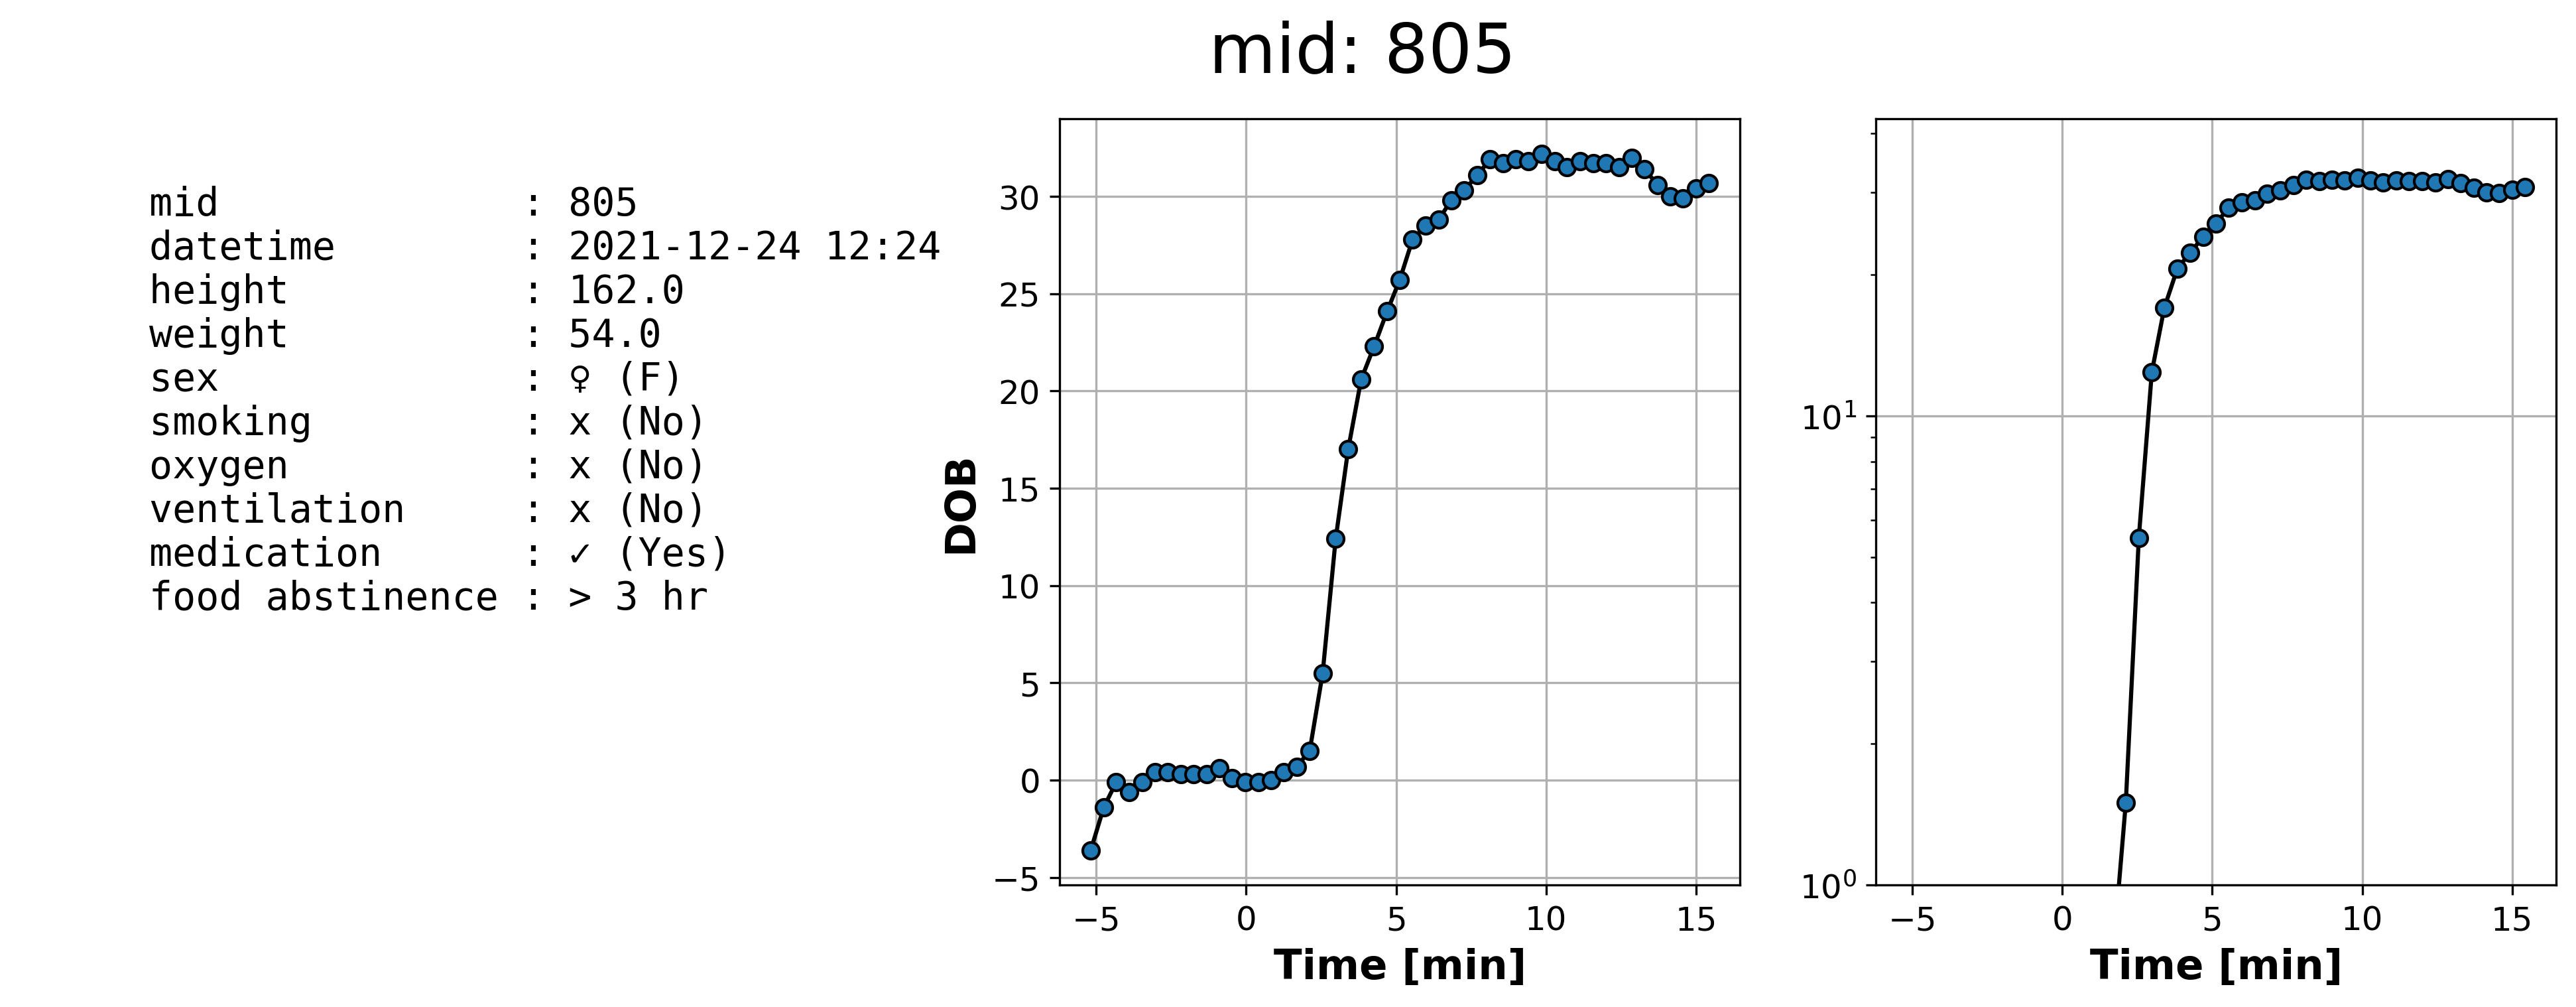 mid: 805
mid : 805
datetime : 2021-12-24 12:24
height : 162.0
weight : 54.0
sex : ♀ (F)
smoking : x (No)
oxygen : x (No)
ventilation : x (No)
medication : ✓ (Yes)
food abstinence : > 3 hr
DOB
30
25
20
15
10
5
0
−5
−5 0 5 10 15
Time [min]
10¹
10⁰
−5 0 5 10 15
Time [min]